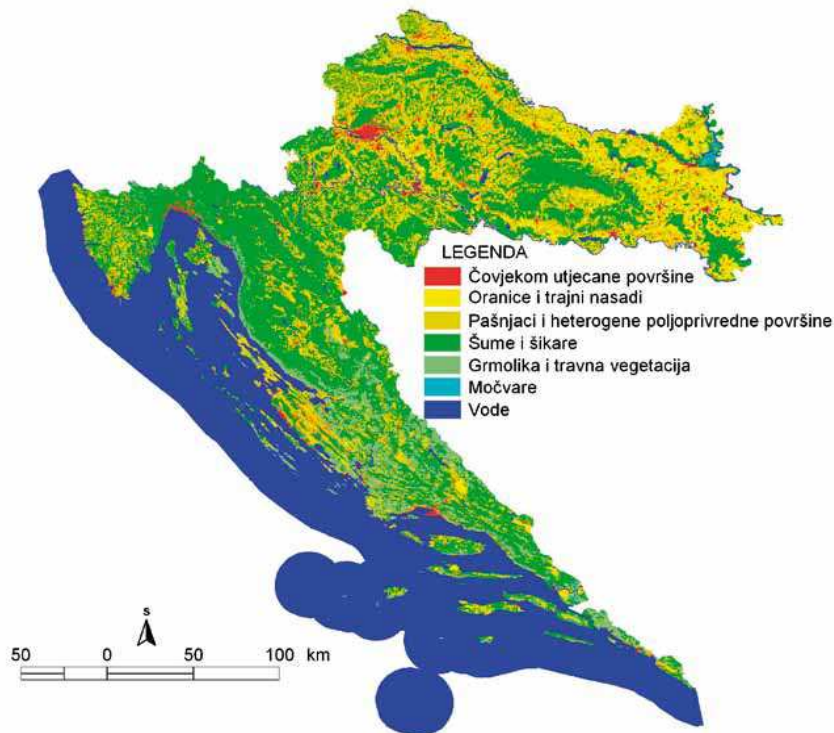 LEGENDA
Čovjekom utjecane površine
Oranice i trajni nasadi
Pašnjaci i heterogene poljoprivredne površine
Šume i šikare
Grmolika i travna vegetacija
Močvare
Vode
s
50 0 50 100 km